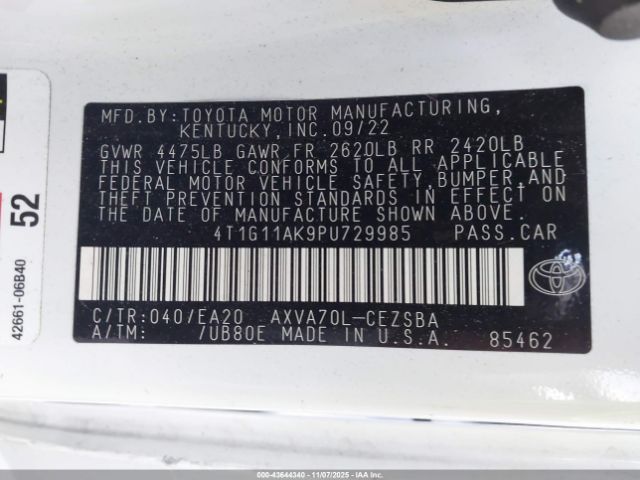 MFD.BY:TOYOTA MOTOR MANUFACTURING,
KENTUCKY,INC.09/22
GVWR 4475LB GAWR FR 2620LB RR 2420LB
THIS VEHICLE CONFORMS TO ALL APPLICABLE
FEDERAL MOTOR VEHICLE SAFETY,BUMPER,AND
THEFT PREVENTION STANDARDS IN EFFECT ON
THE DATE OF MANUFACTURE SHOWN ABOVE.
4T1G11AK9PU729985 PASS.CAR
C/TR:040/EA20 AXVA70L-CEZSBA
A/TM: /UB80E MADE IN U.S.A. 85462
52
42661-06B40
000-43644340 - 11/07/2025 - © Copyright IAA, LLC